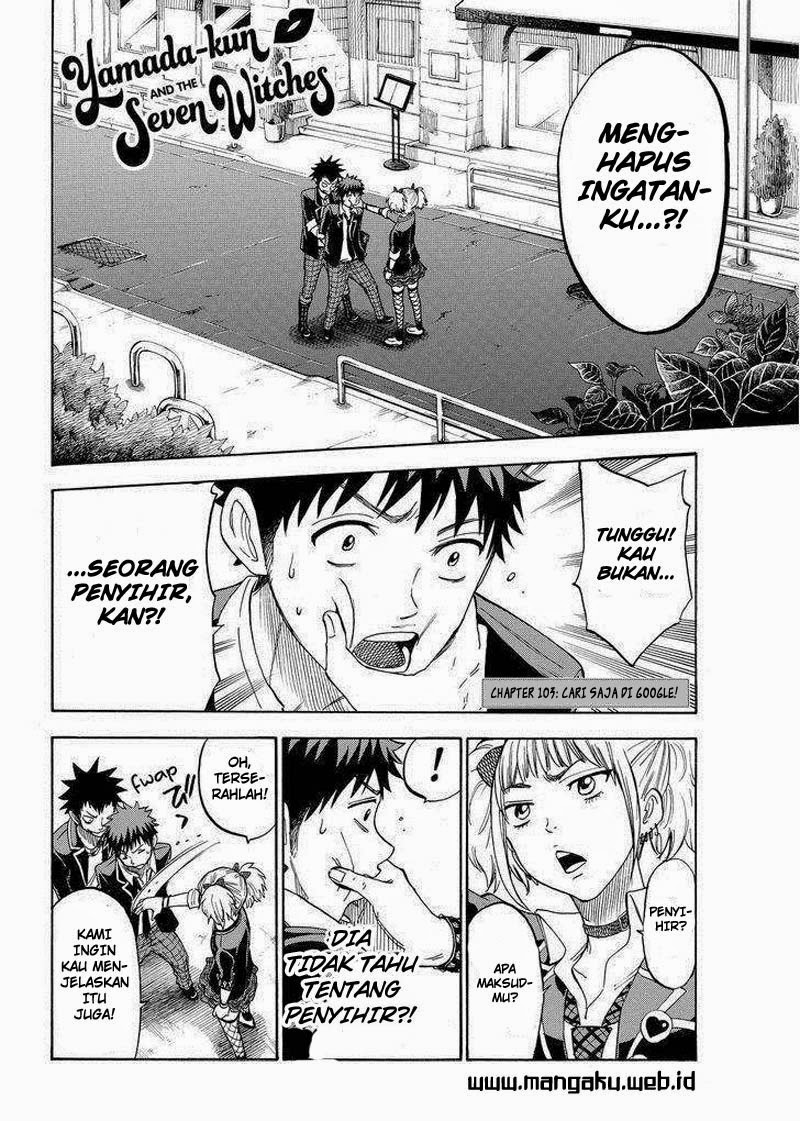 Yamada-kun
AND THE
Seven Witches
MENG-
HAPUS
INGATAN-
KU...?!
TUNGGU!
KAU
BUKAN...
...SEORANG
PENYIHIR,
KAN?!
CHAPTER 103: CARI SAJA DI GOOGLE!
PENYI-
HIR?
APA
MAKSUD-
MU?
!
DIA
TIDAK TAHU
TENTANG
PENYIHIR?!
OH,
TERSE-
RAHLAH!
fwap
KAMI
INGIN
KAU MEN-
JELASKAN
ITU
JUGA!
www.mangaku.web.id